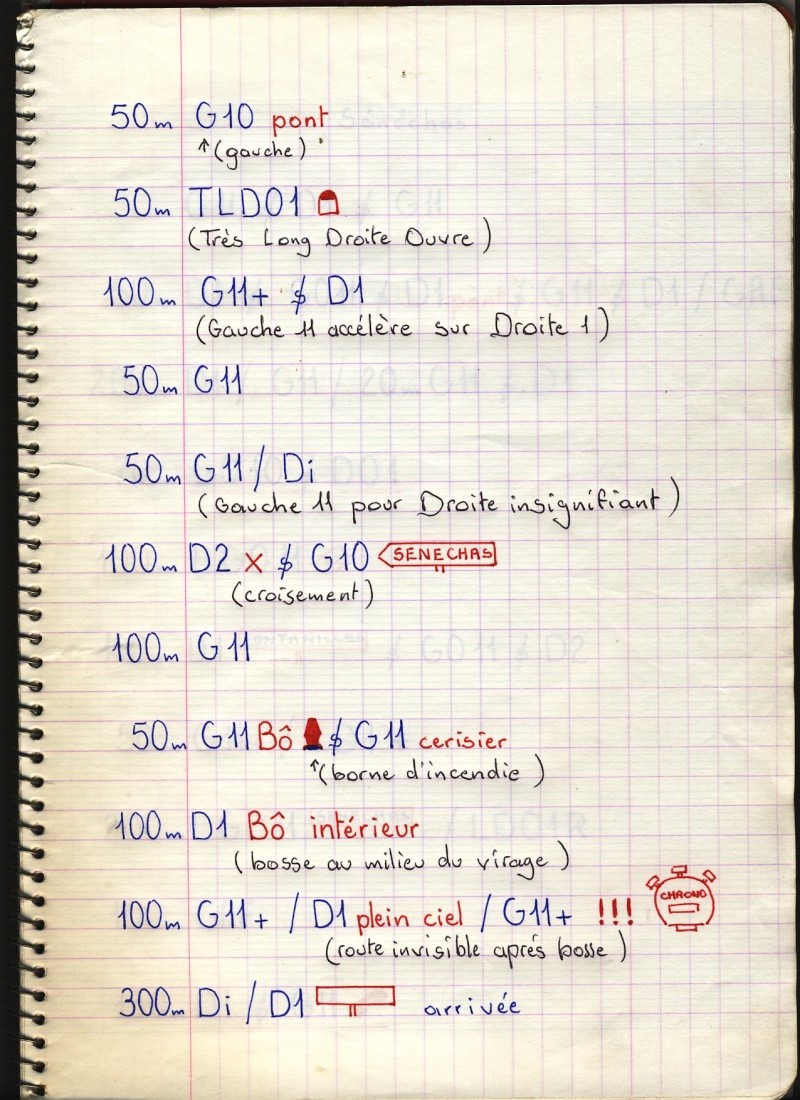 50m G10 pont
↑(gauche)
50m TLDO1
(Très Long Droite Ouvre)
100m G11+ $ D1
(Gauche 11 accélère sur Droite 1)
50m G11
50m G11 / Di
(Gauche 11 pour Droite insignifiant)
100m D2 x $ G10 SENECHAS
(croisement)
100m G11
50m G11 Bô $ G11 cerisier
↑(borne d'incendie)
100m D1 Bô intérieur
(bosse au milieu du virage)
100m G11+ / D1 plein ciel / G11+ !!! CHRONO
(route invisible aprés bosse)
300m Di / D1 arrivée